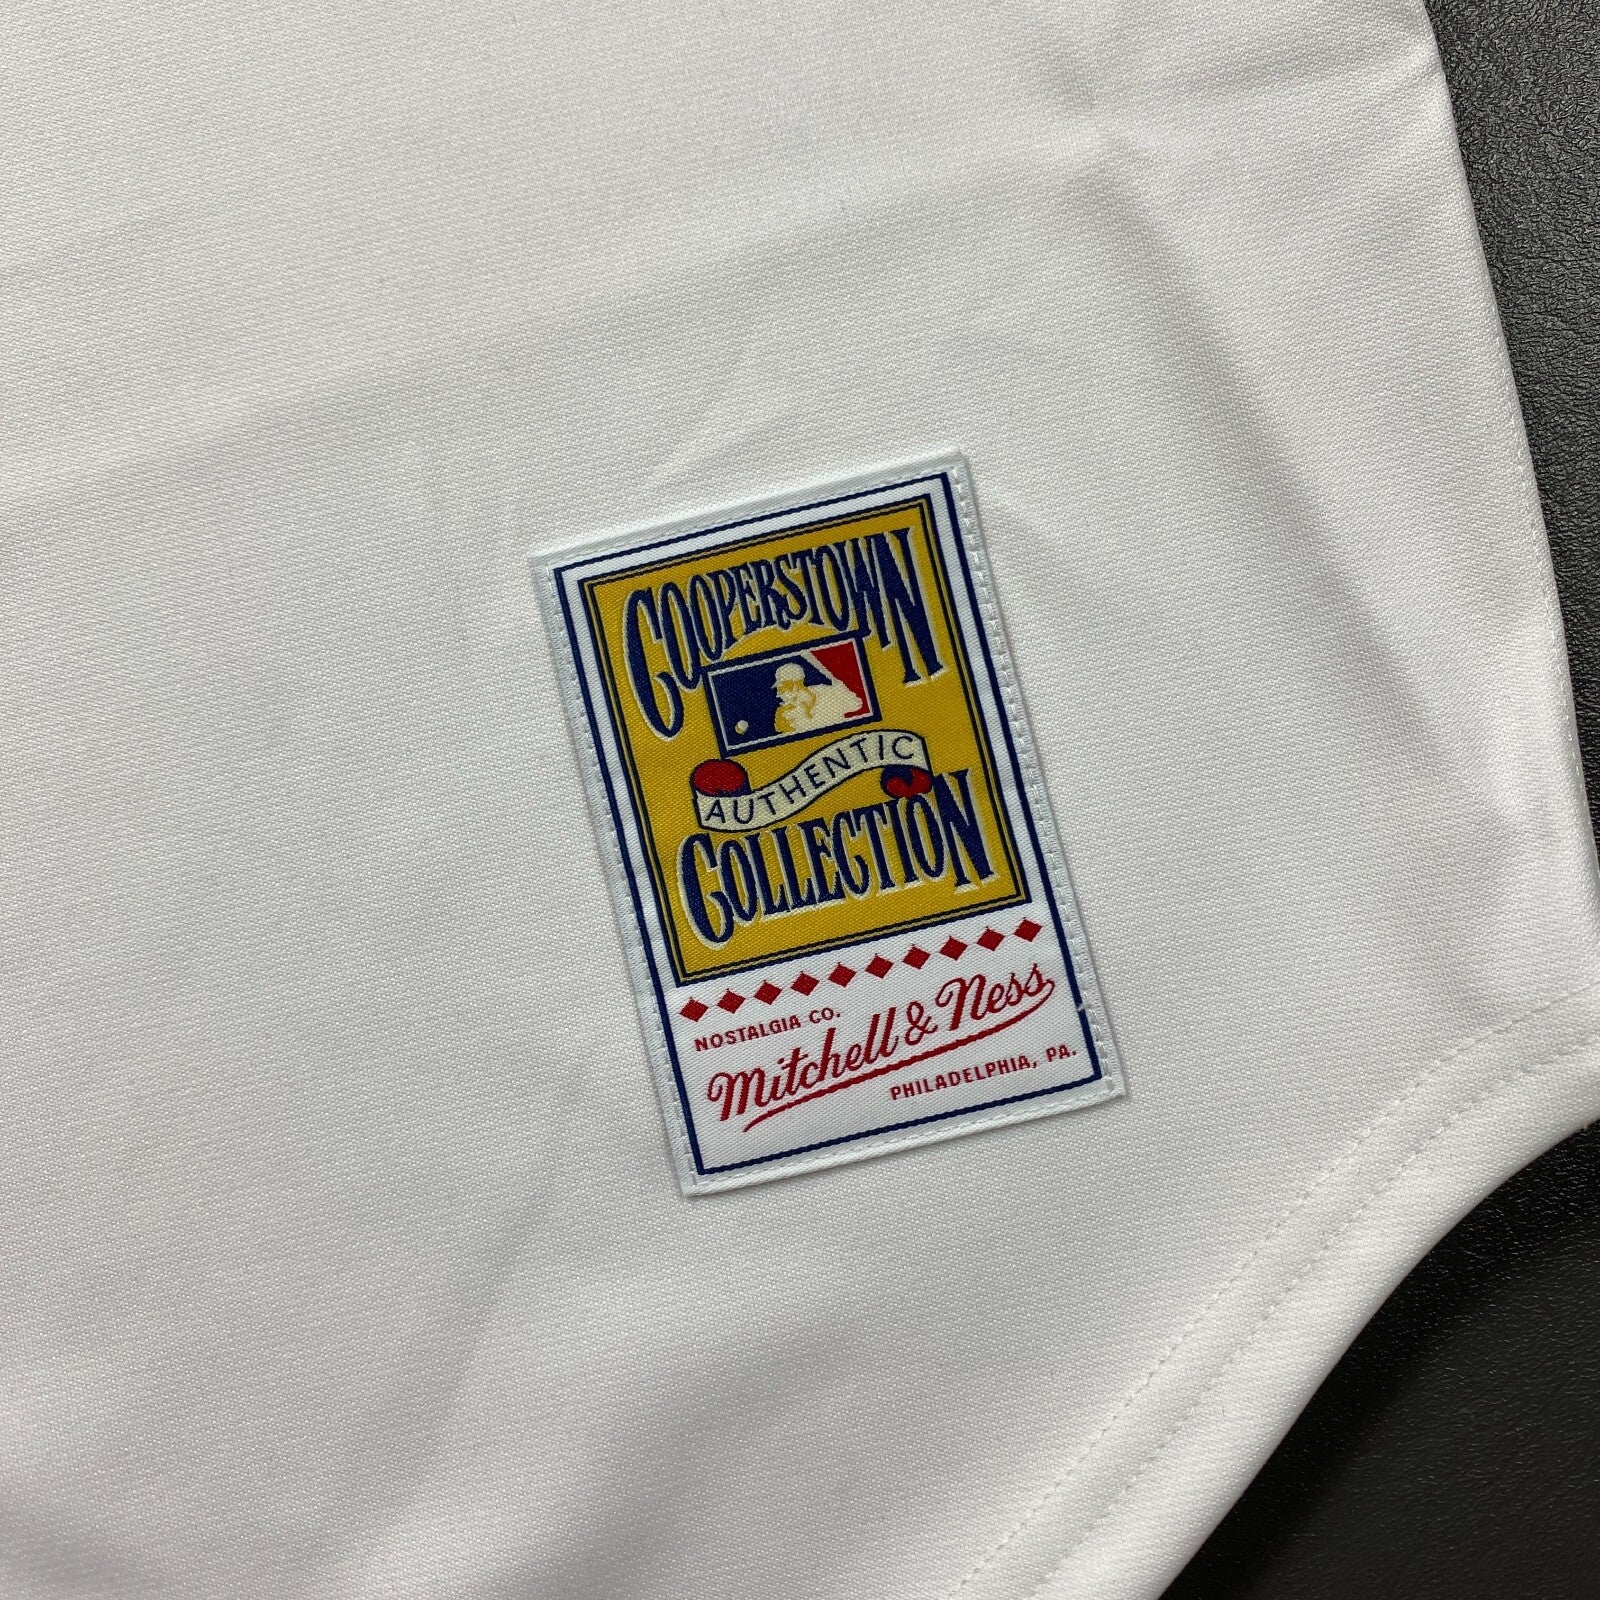 COOPERSTOWN
AUTHENTIC
COLLECTION
NOSTALGIA CO.
Mitchell & Ness
PHILADELPHIA, PA.